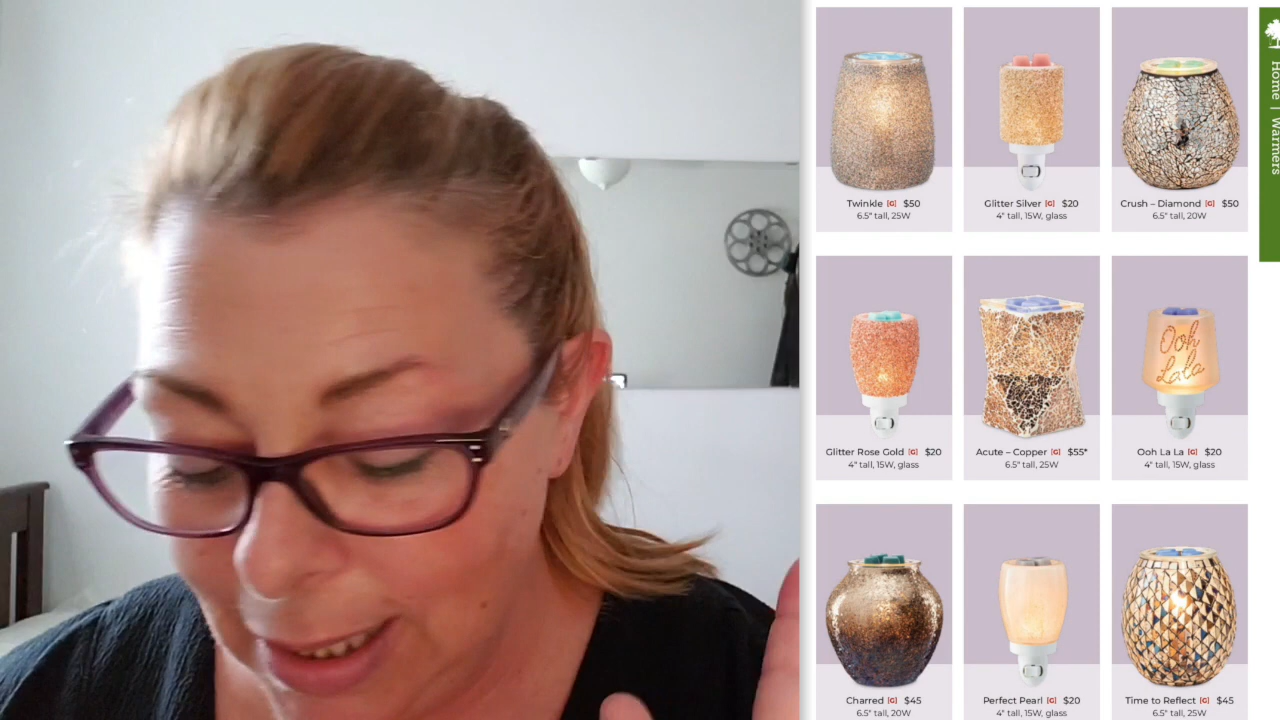 Twinkle [G] $50
6.5" tall, 25W
Glitter Silver [G] $20
4" tall, 15W, glass
Crush – Diamond [G] $50
6.5" tall, 20W
Home | Warmers
Glitter Rose Gold [G] $20
4" tall, 15W, glass
Acute – Copper [G] $55*
6.5" tall, 25W
Ooh
La la
Ooh La La [G] $20
4" tall, 15W, glass
Charred [G] $45
6.5" tall, 20W
Perfect Pearl [G] $20
4" tall, 15W, glass
Time to Reflect [G] $45
6.5" tall, 25W